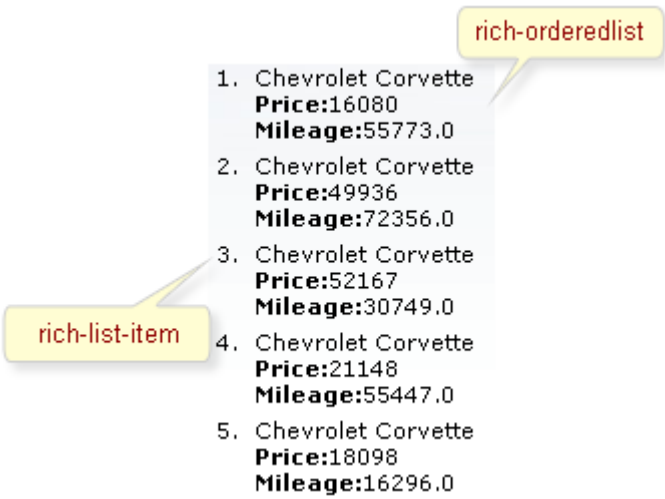 rich-orderedlist
1. Chevrolet Corvette
Price:16080
Mileage:55773.0
2. Chevrolet Corvette
Price:49936
Mileage:72356.0
3. Chevrolet Corvette
Price:52167
Mileage:30749.0
rich-list-item
4. Chevrolet Corvette
Price:21148
Mileage:55447.0
5. Chevrolet Corvette
Price:18098
Mileage:16296.0